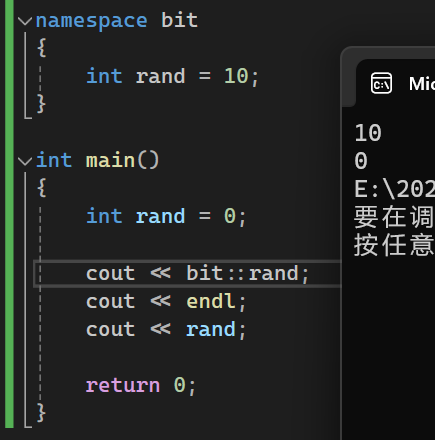 namespace bit
{
    int rand = 10;
}
int main()
{
    int rand = 0;
    cout << bit::rand;
    cout << endl;
    cout << rand;
    return 0;
}
10
0
E:\202
要在调
按任意